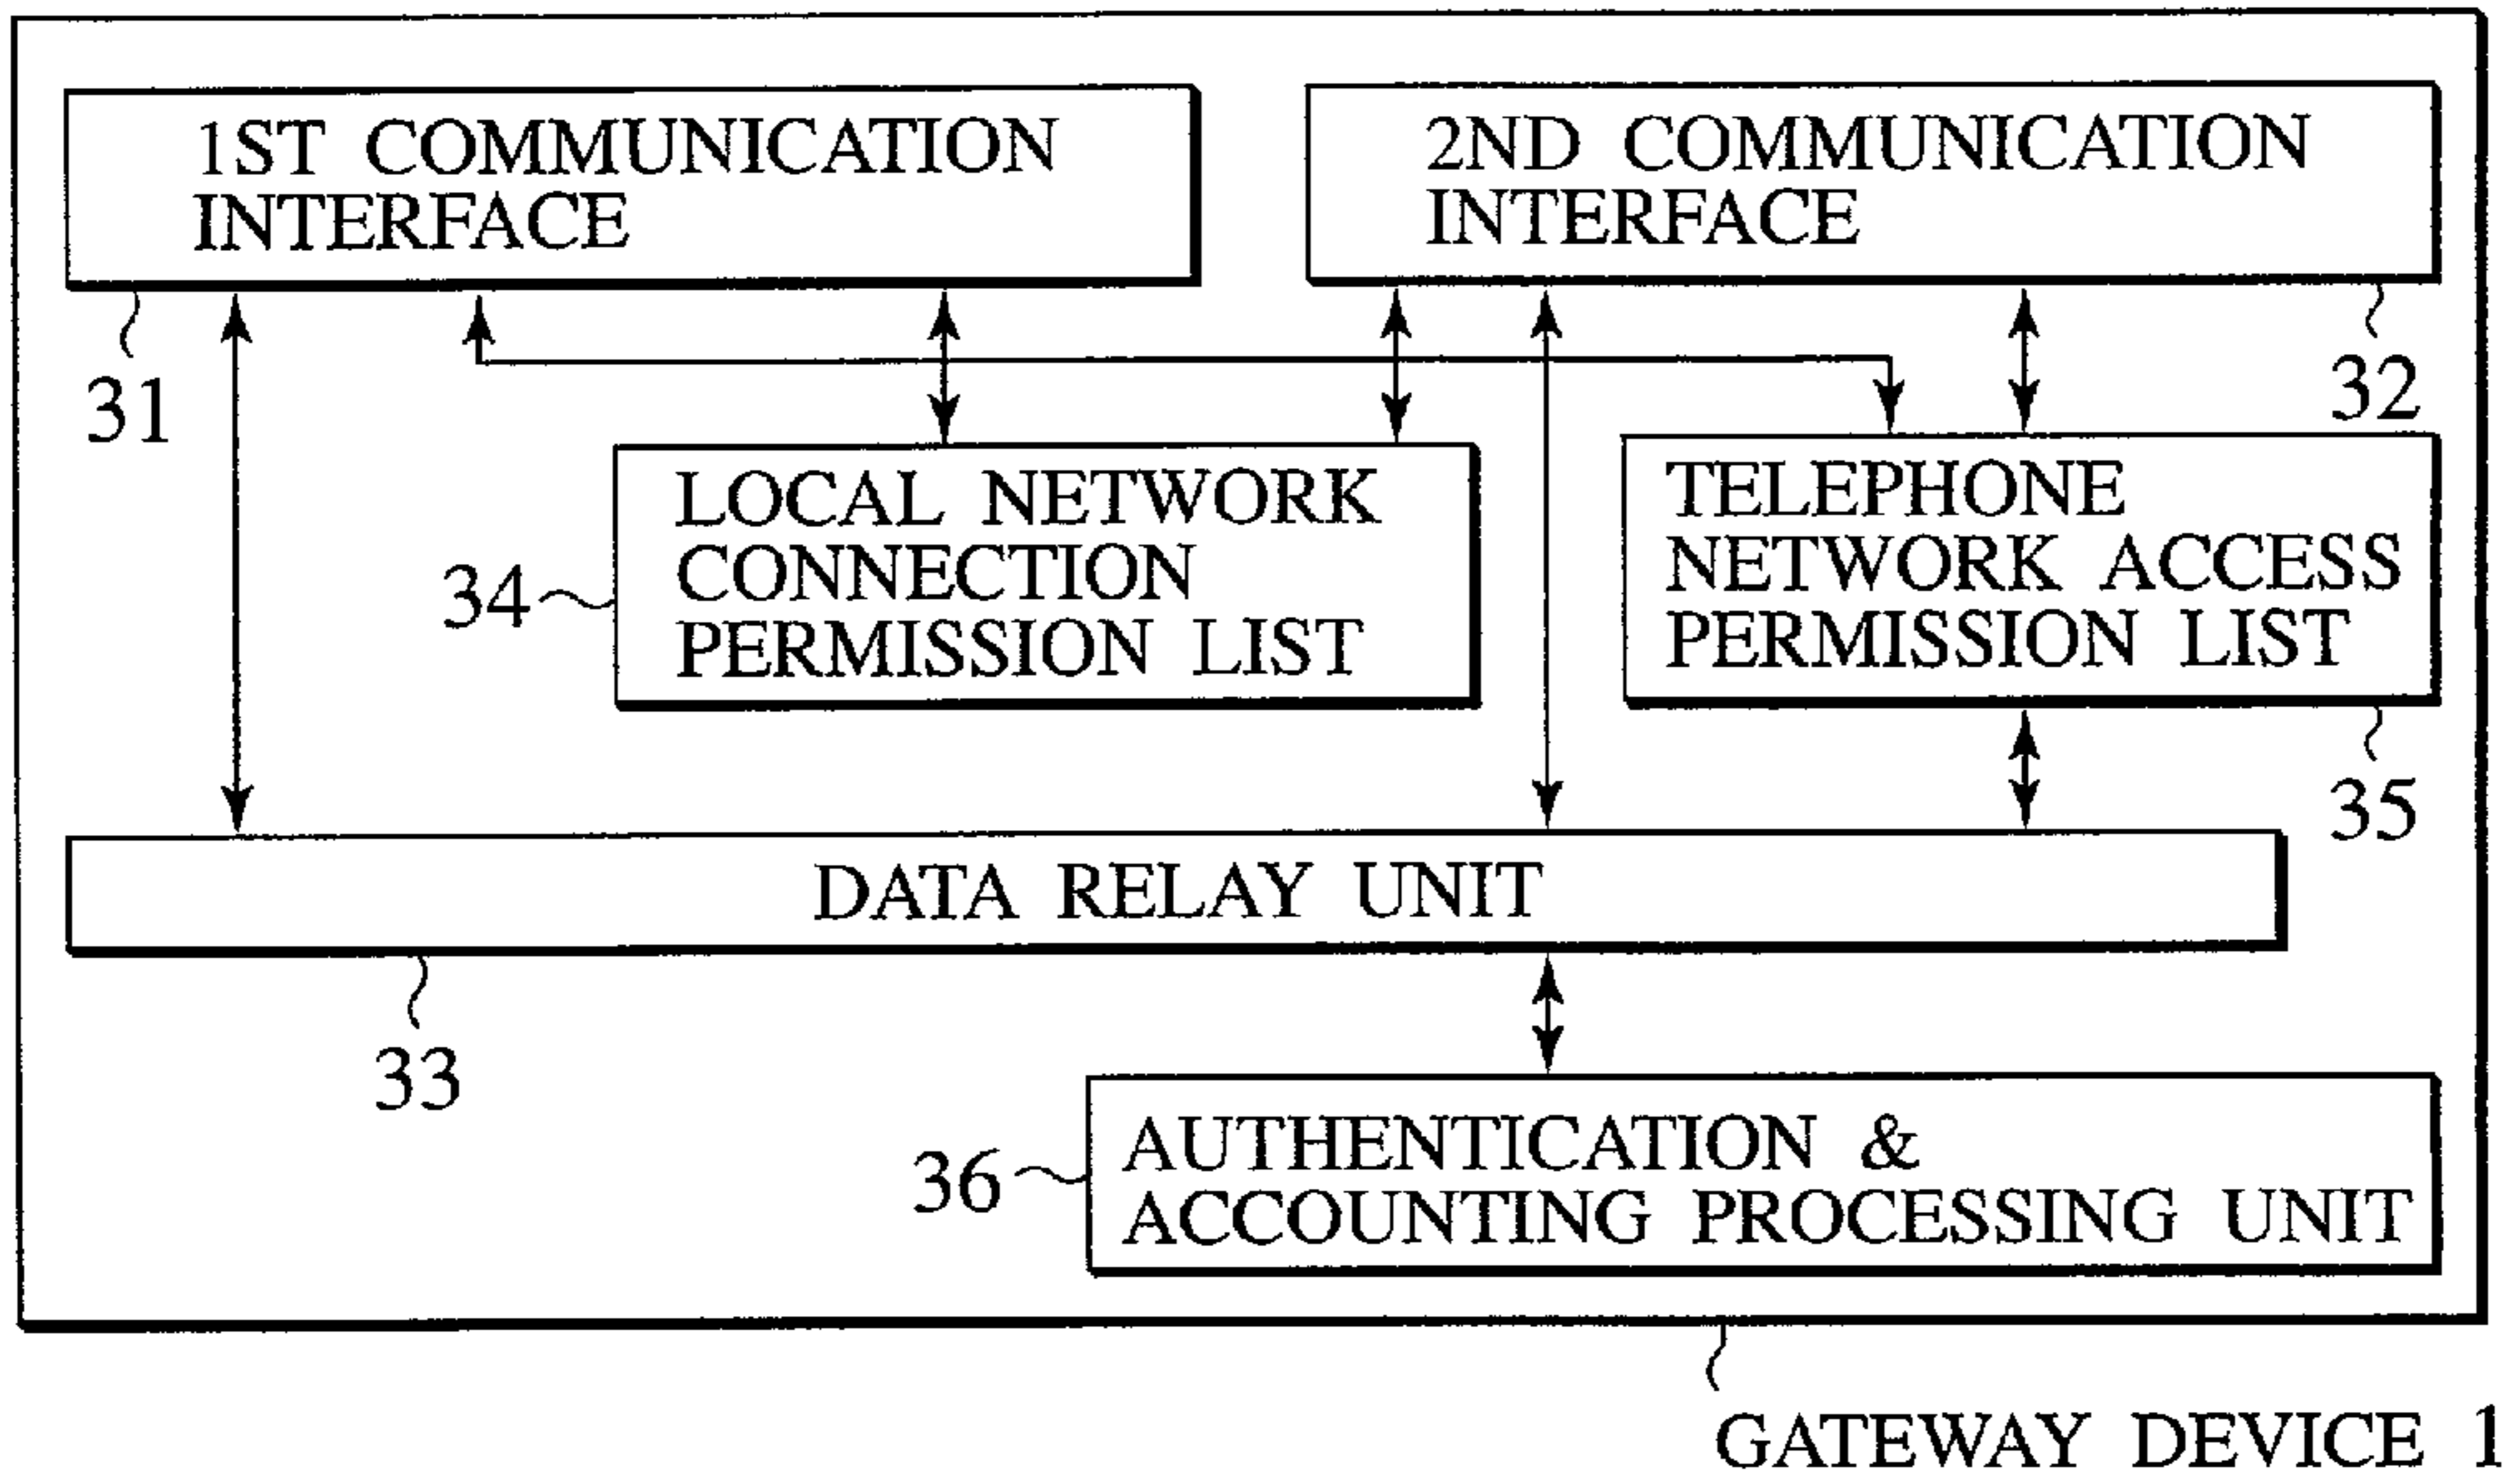 1ST COMMUNICATION
INTERFACE
2ND COMMUNICATION
INTERFACE
31
32
LOCAL NETWORK
CONNECTION
PERMISSION LIST
34
TELEPHONE
NETWORK ACCESS
PERMISSION LIST
35
DATA RELAY UNIT
33
AUTHENTICATION &
ACCOUNTING PROCESSING UNIT
36
GATEWAY DEVICE 1